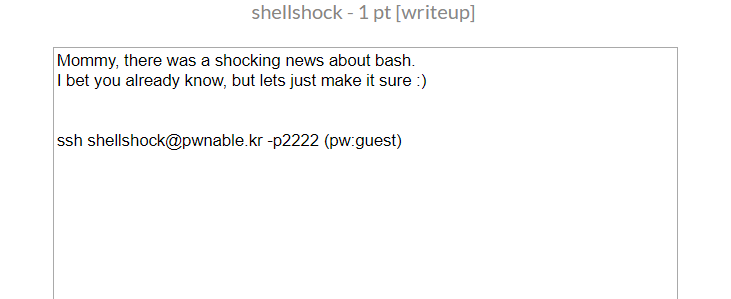 shellshock - 1 pt [writeup]
Mommy, there was a shocking news about bash.
I bet you already know, but lets just make it sure :)
ssh shellshock@pwnable.kr -p2222 (pw:guest)